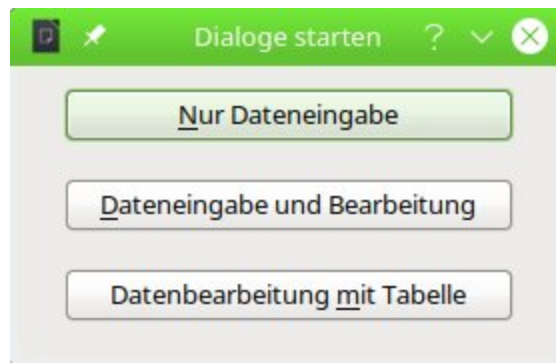 Dialoge starten ?
Nur Dateneingabe
Dateneingabe und Bearbeitung
Datenbearbeitung mit Tabelle